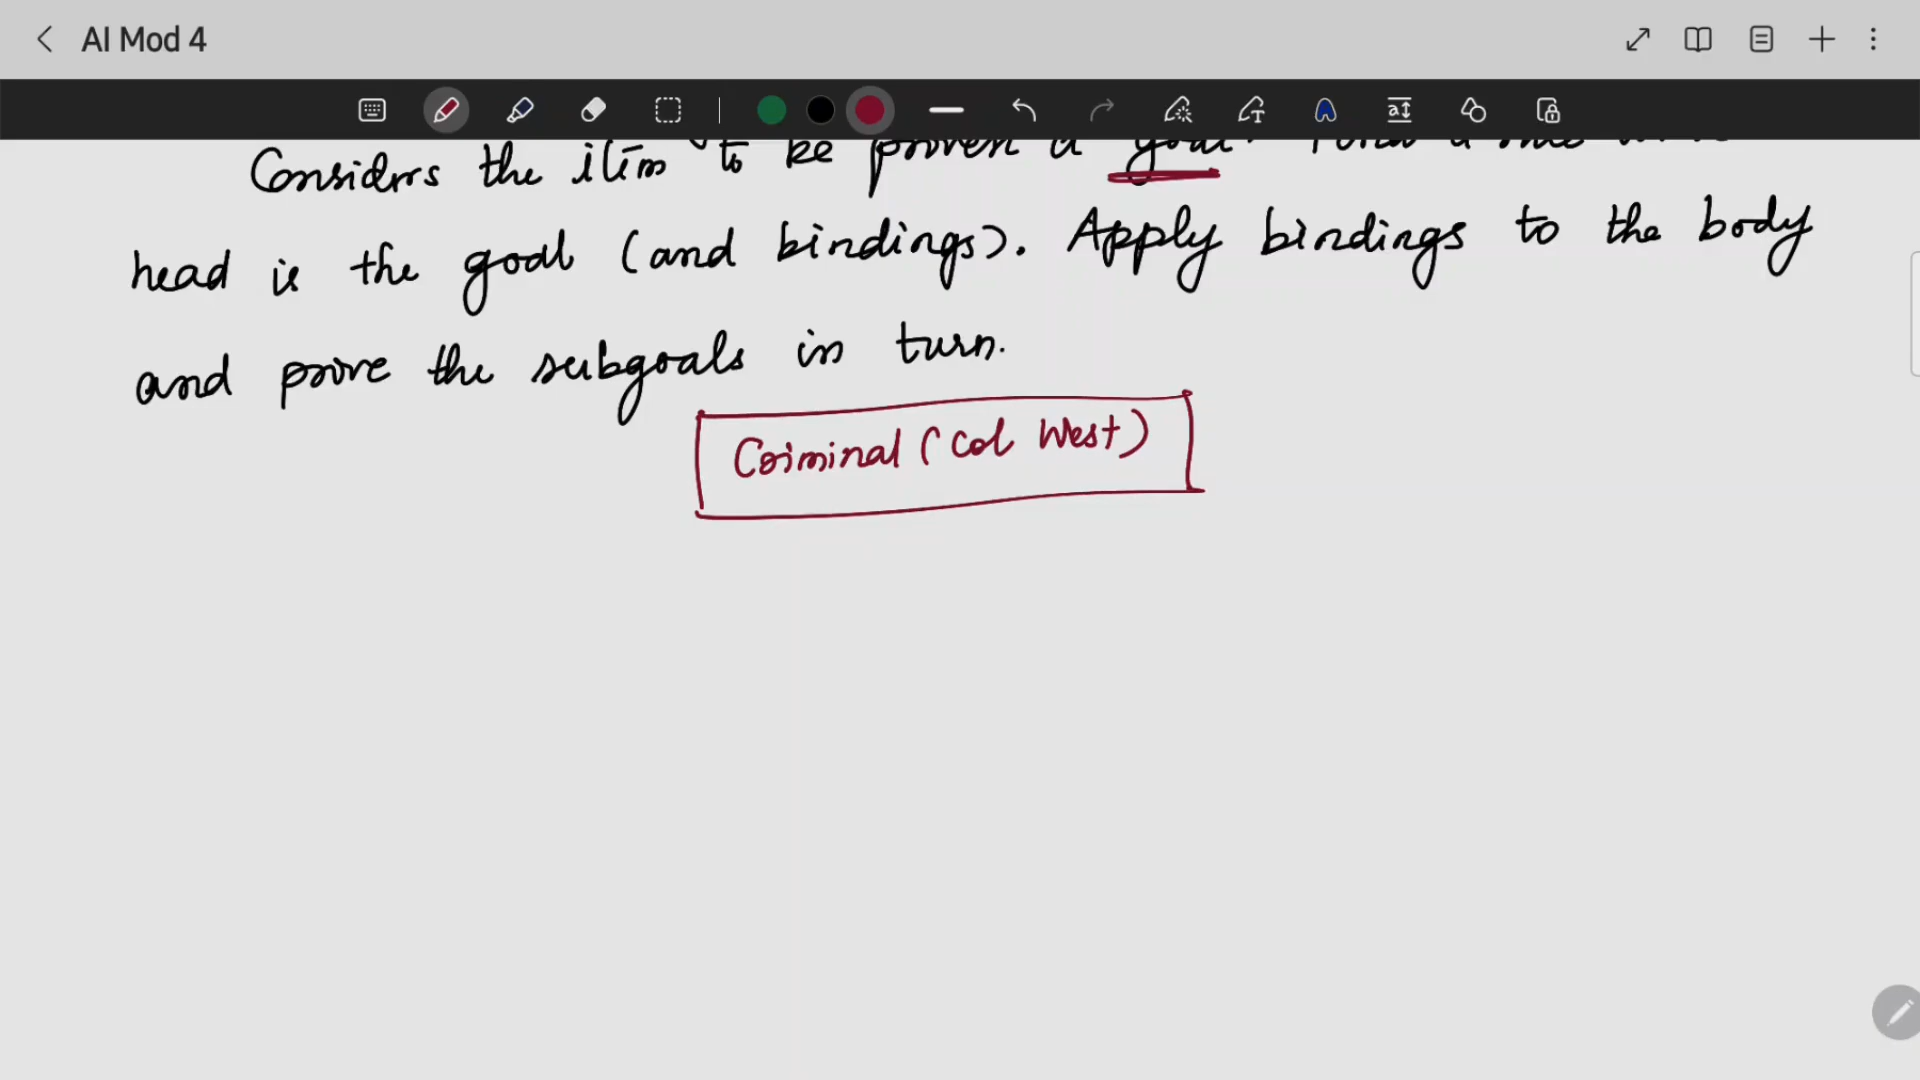 AI Mod 4
Considers the item to be proven a goal.
head is the goal (and bindings). Apply bindings to the body
and prove the subgoals in turn.
Criminal (Col West)